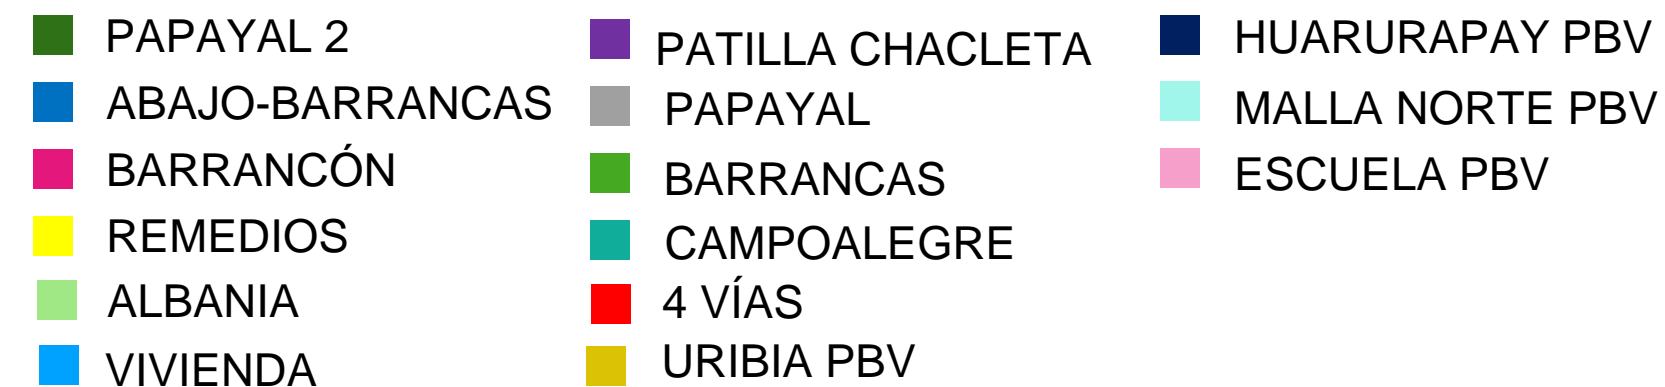 PAPAYAL 2
ABAJO-BARRANCAS
BARRANCÓN
REMEDIOS
ALBANIA
VIVIENDA
PATILLA CHACLETA
PAPAYAL
BARRANCAS
CAMPOALEGRE
4 VÍAS
URIBIA PBV
HUARURAPAY PBV
MALLA NORTE PBV
ESCUELA PBV